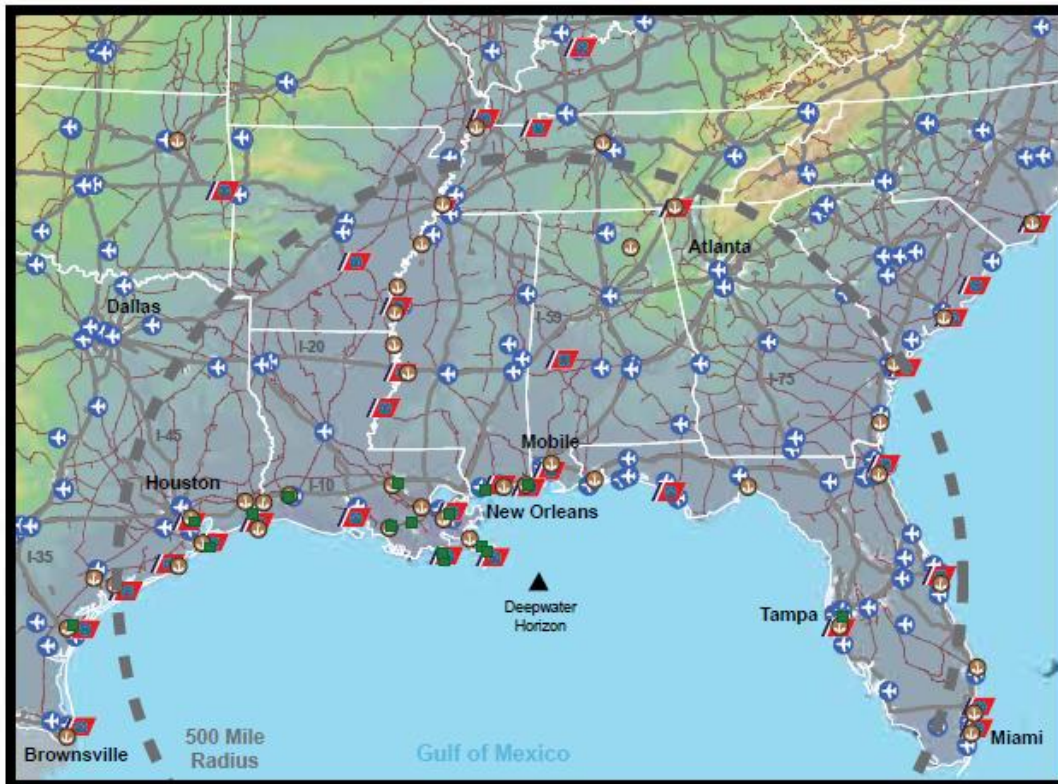 Atlanta
Dallas
I-59
I-20
I-75
I-45
Mobile
Houston
I-10
New Orleans
I-35
Deepwater
Horizon
Tampa
500 Mile
Radius
Gulf of Mexico
Brownsville
Miami